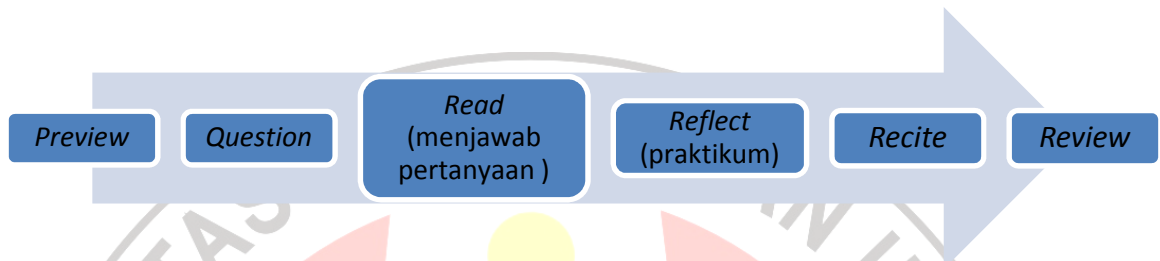 Preview
Question
Read
(menjawab
pertanyaan )
Reflect
(praktikum)
Recite
Review